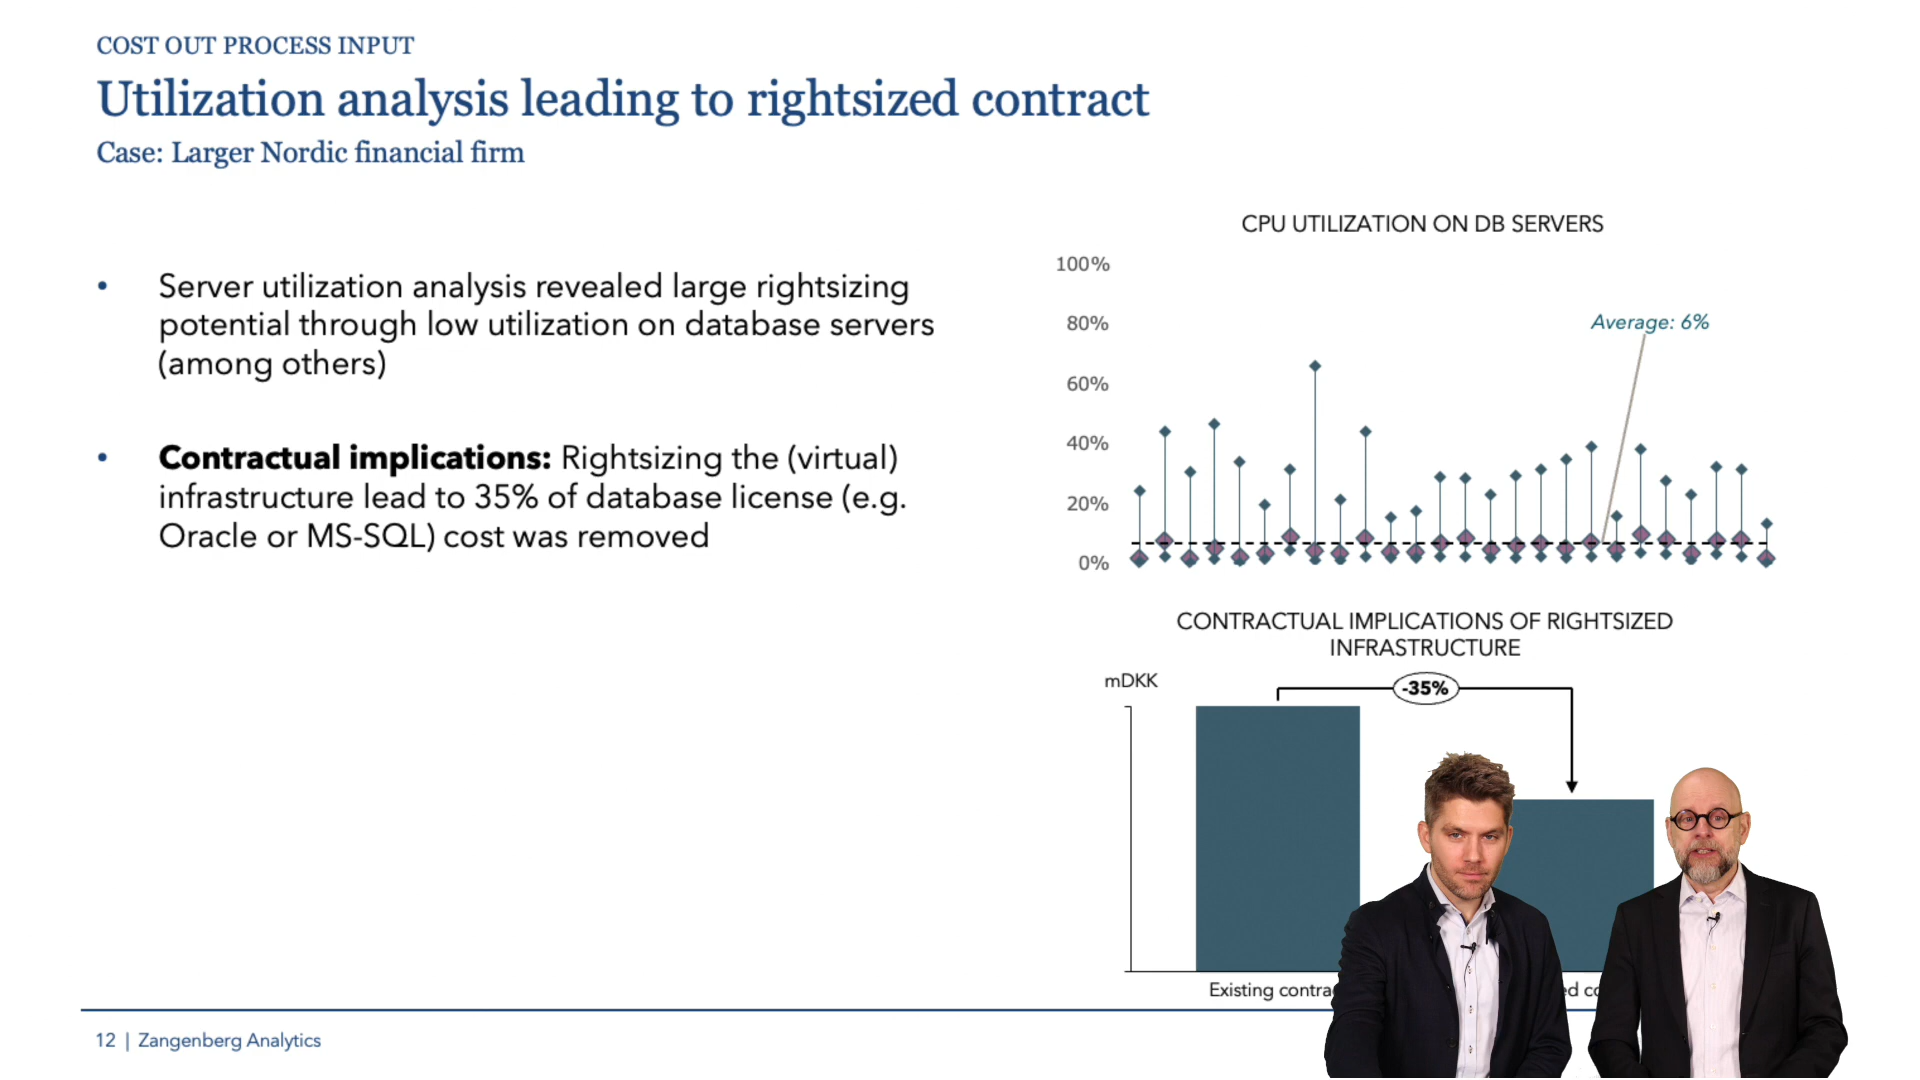 COST OUT PROCESS INPUT
Utilization analysis leading to rightsized contract
Case: Larger Nordic financial firm
• Server utilization analysis revealed large rightsizing
potential through low utilization on database servers
(among others)
• Contractual implications: Rightsizing the (virtual)
infrastructure lead to 35% of database license (e.g.
Oracle or MS-SQL) cost was removed
CPU UTILIZATION ON DB SERVERS
100%
80%
Average: 6%
60%
40%
20%
0%
CONTRACTUAL IMPLICATIONS OF RIGHTSIZED
INFRASTRUCTURE
mDKK
-35%
Existing
12 | Zangenberg Analytics